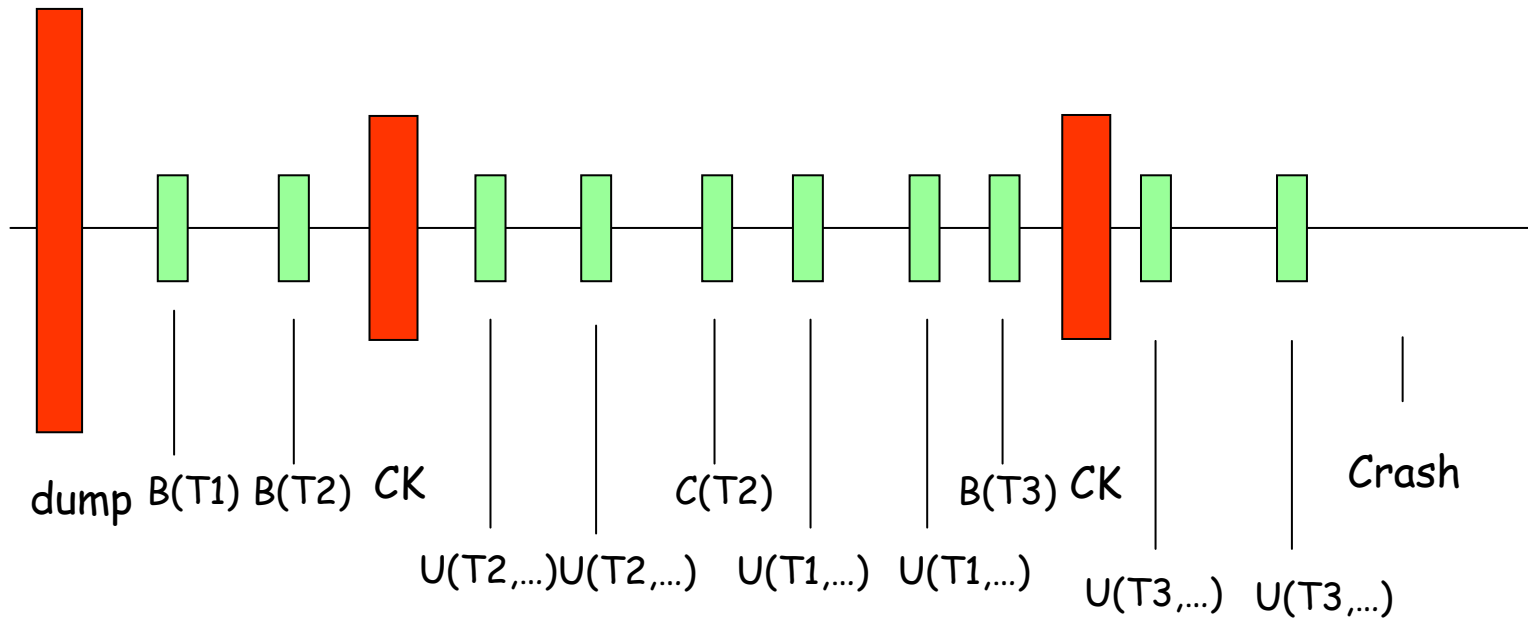 dump B(T1) B(T2) CK C(T2) B(T3) CK Crash
U(T2,...)U(T2,...) U(T1,...) U(T1,...) U(T3,...) U(T3,...)